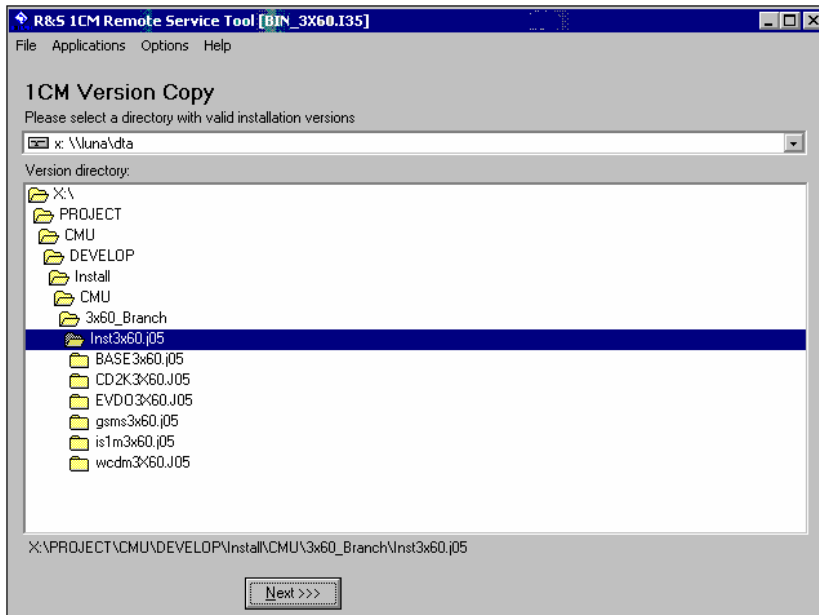 R&S 1CM Remote Service Tool [BIN_3X60.I35]
File Applications Options Help
1CM Version Copy
Please select a directory with valid installation versions
x: \\luna\dta
Version directory:
X:\
PROJECT
CMU
DEVELOP
Install
CMU
3x60_Branch
Inst3x60.j05
BASE3x60.j05
CD2K3X60.J05
EVDO3X60.J05
gsms3x60.j05
is1m3x60.j05
wcdm3X60.J05
X:\PROJECT\CMU\DEVELOP\Install\CMU\3x60_Branch\Inst3x60.j05
Next >>>